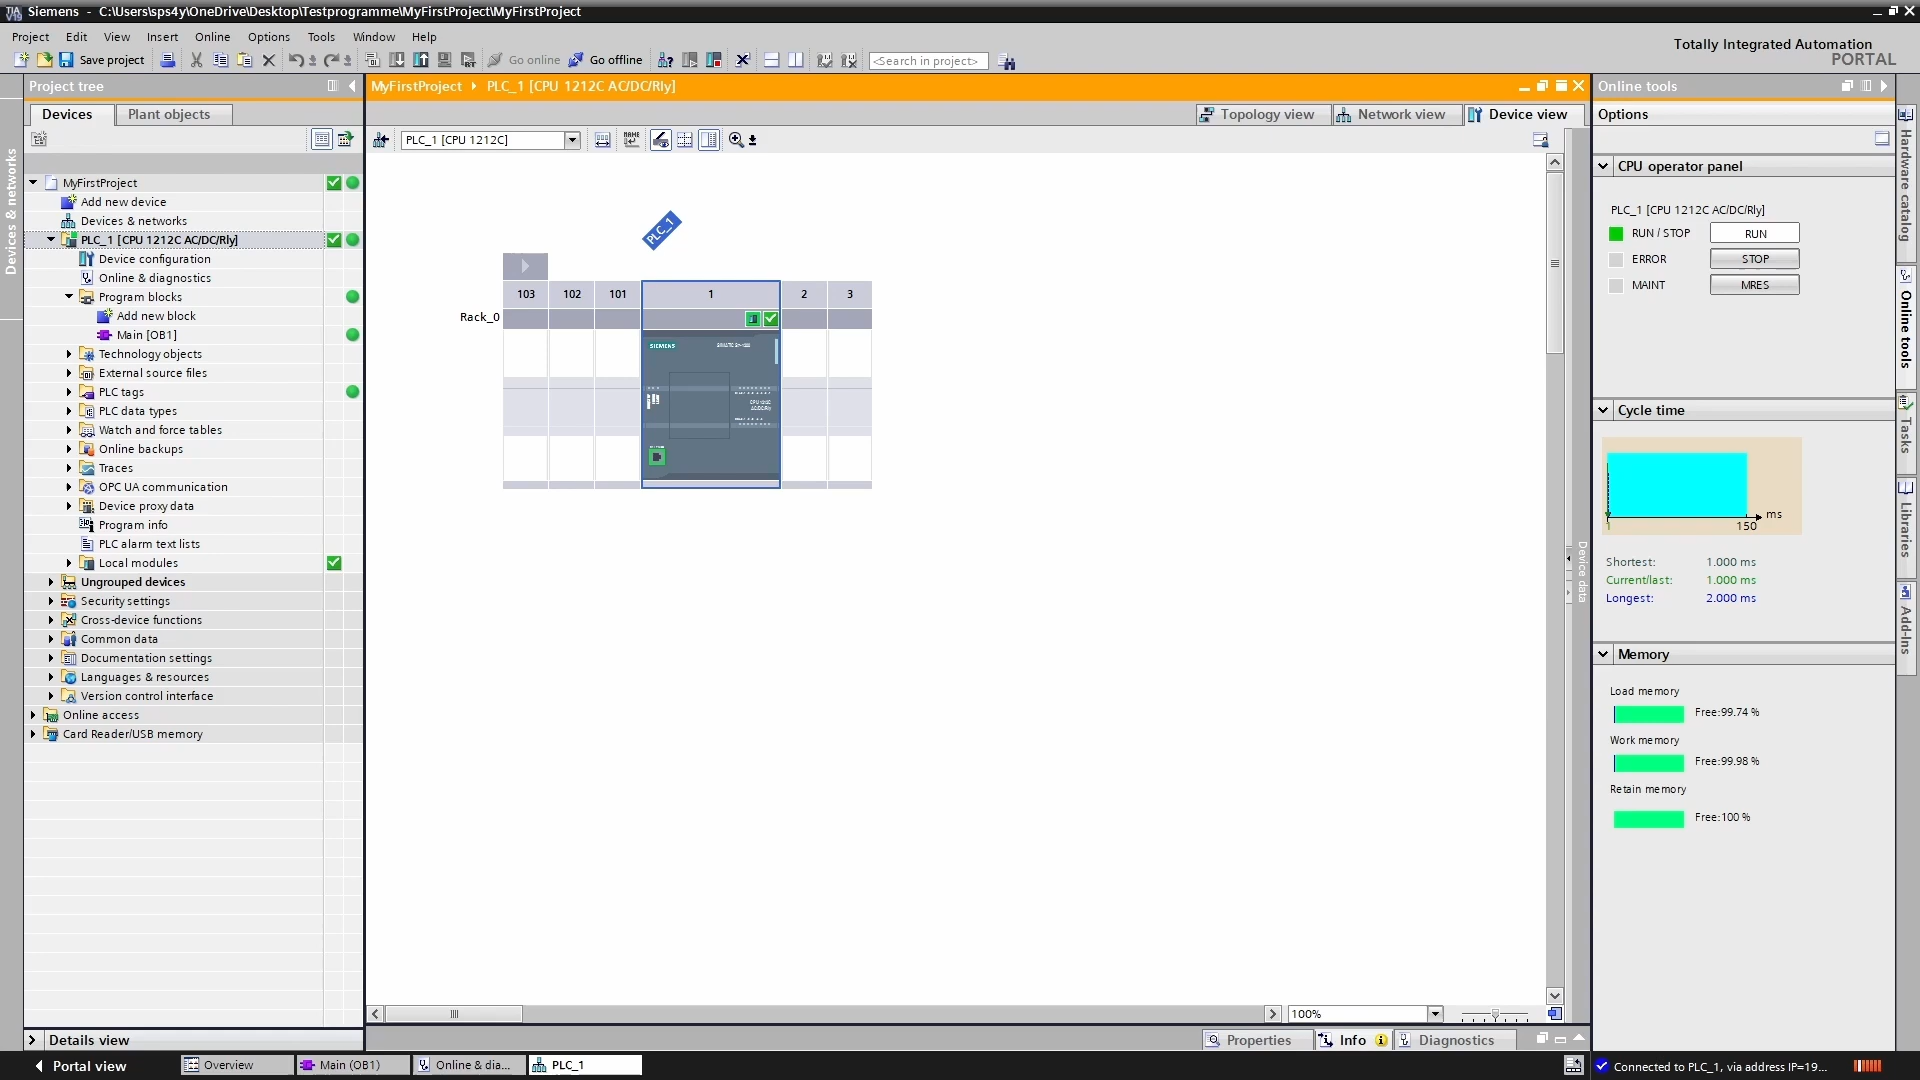 Siemens - C:\Users\sps4y\OneDrive\Desktop\Testprogramme\MyFirstProject\MyFirstProject
Project Edit View Insert Online Options Tools Window Help
Totally Integrated Automation
PORTAL
Save project Go online Go offline <Search in project>
Project tree
MyFirstProject PLC_1 [CPU 1212C AC/DC/Rly]
Online tools
Devices Plant objects
Topology view Network view Device view
Options
PLC_1 [CPU 1212C]
Devices & networks
MyFirstProject
Add new device
Devices & networks
PLC_1 [CPU 1212C AC/DC/Rly]
Device configuration
Online & diagnostics
Program blocks
Add new block
Main [OB1]
Technology objects
External source files
PLC tags
PLC data types
Watch and force tables
Online backups
Traces
OPC UA communication
Device proxy data
Program info
PLC alarm text lists
Local modules
Ungrouped devices
Security settings
Cross-device functions
Common data
Documentation settings
Languages & resources
Version control interface
Online access
Card Reader/USB memory
Details view
PLC_1
103 102 101 1 2 3
Rack_0
SIEMENS
Device data
CPU operator panel
PLC_1 [CPU 1212C AC/DC/Rly]
RUN / STOP RUN
ERROR STOP
MAINT MRES
Cycle time
ms
1 150
Shortest: 1.000 ms
Current/last: 1.000 ms
Longest: 2.000 ms
Memory
Load memory
Free:99.74 %
Work memory
Free:99.98 %
Retain memory
Free:100 %
Hardware catalog
Online tools
Tasks
Libraries
Add-Ins
100%
Properties Info Diagnostics
Portal view Overview Main (OB1) Online & dia... PLC_1
Connected to PLC_1, via address IP=19...